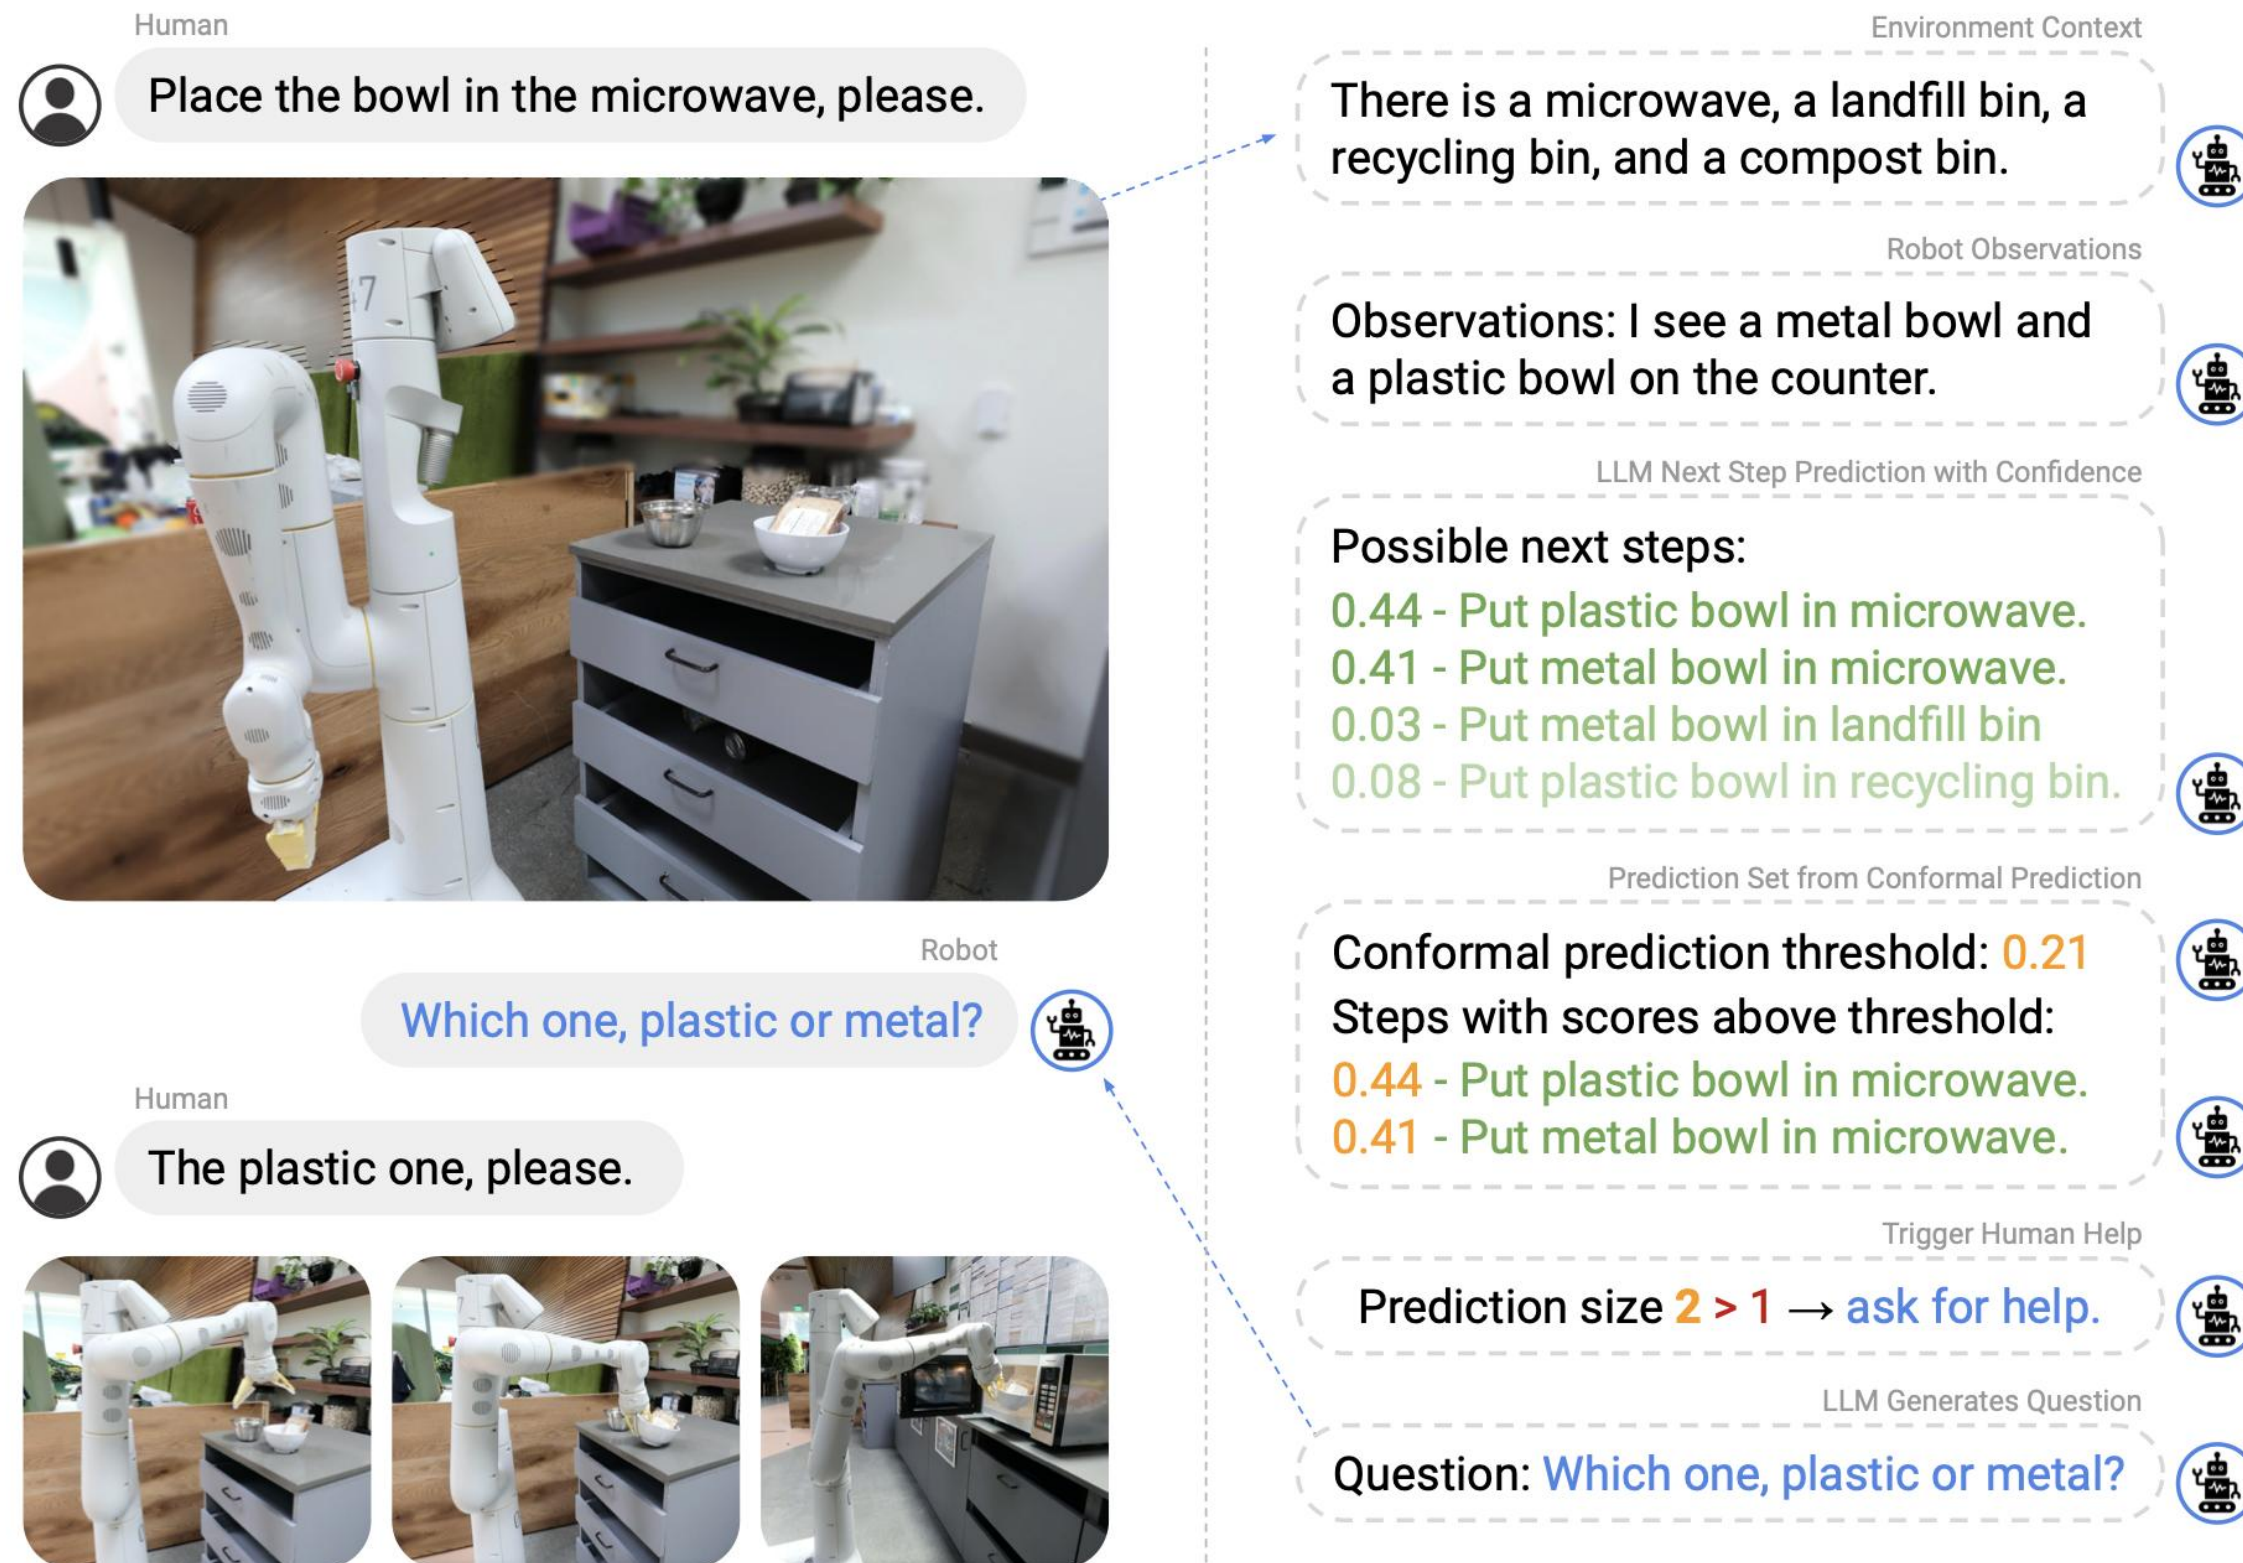 Human
Place the bowl in the microwave, please.
Robot
Which one, plastic or metal?
Human
The plastic one, please.
Environment Context
There is a microwave, a landfill bin, a
recycling bin, and a compost bin.
Robot Observations
Observations: I see a metal bowl and
a plastic bowl on the counter.
LLM Next Step Prediction with Confidence
Possible next steps:
0.44 - Put plastic bowl in microwave.
0.41 - Put metal bowl in microwave.
0.03 - Put metal bowl in landfill bin
0.08 - Put plastic bowl in recycling bin.
Prediction Set from Conformal Prediction
Conformal prediction threshold: 0.21
Steps with scores above threshold:
0.44 - Put plastic bowl in microwave.
0.41 - Put metal bowl in microwave.
Trigger Human Help
Prediction size 2 > 1 → ask for help.
LLM Generates Question
Question: Which one, plastic or metal?